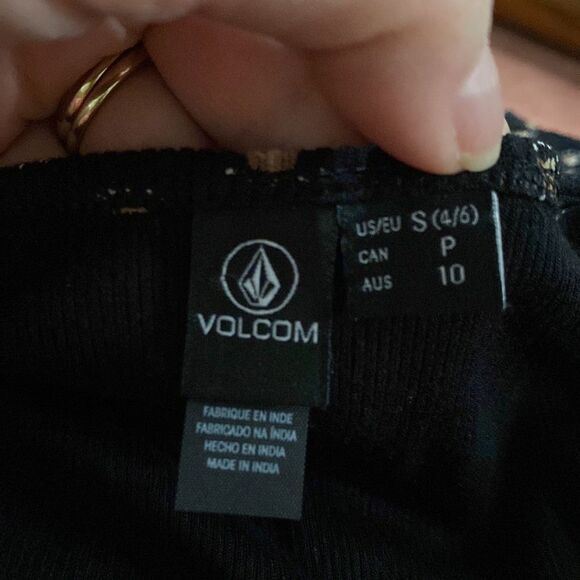 US/EU S (4/6)
CAN P
AUS 10
VOLCOM
FABRIQUE EN INDE
FABRICADO NA ÍNDIA
HECHO EN INDIA
MADE IN INDIA